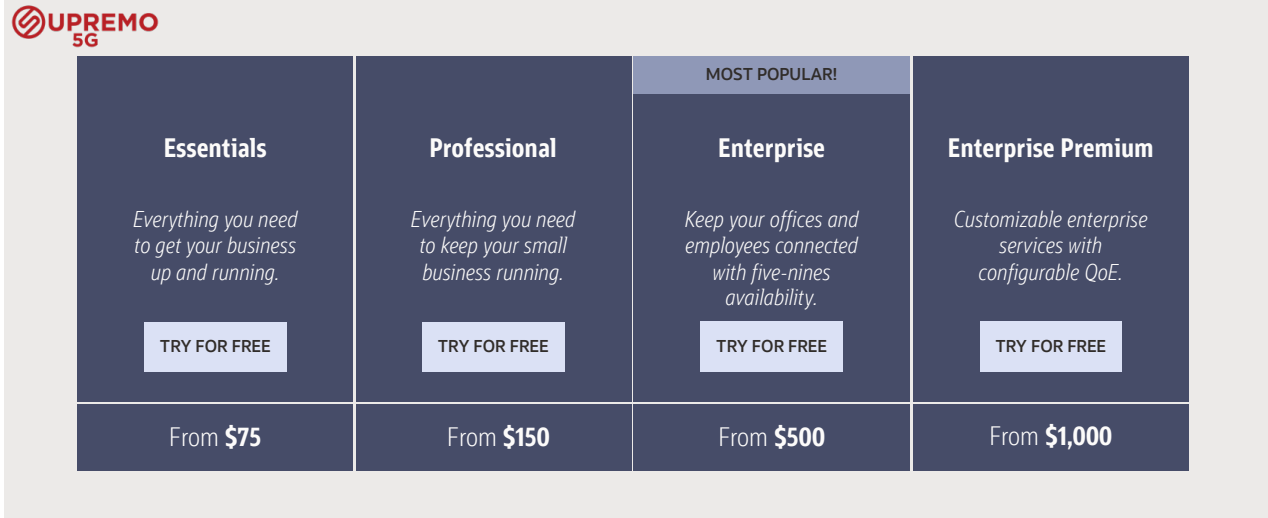 SUPREMO
5G
MOST POPULAR!
Essentials
Everything you need
to get your business
up and running.
TRY FOR FREE
From $75
Professional
Everything you need
to keep your small
business running.
TRY FOR FREE
From $150
Enterprise
Keep your offices and
employees connected
with five-nines
availability.
TRY FOR FREE
From $500
Enterprise Premium
Customizable enterprise
services with
configurable QoE.
TRY FOR FREE
From $1,000